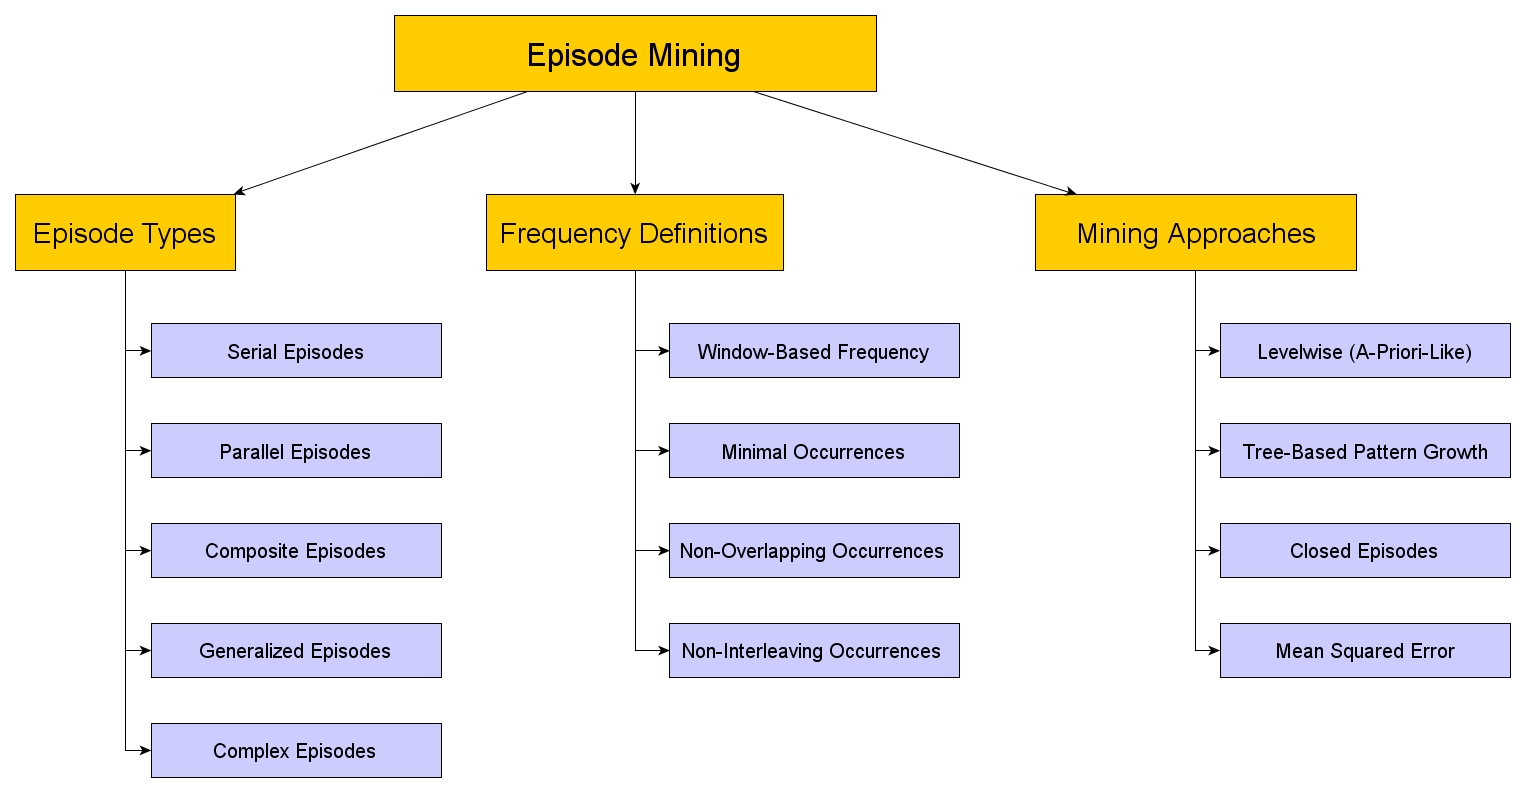 Episode Mining
Episode Types
Frequency Definitions
Mining Approaches
Serial Episodes
Parallel Episodes
Composite Episodes
Generalized Episodes
Complex Episodes
Window-Based Frequency
Minimal Occurrences
Non-Overlapping Occurrences
Non-Interleaving Occurrences
Levelwise (A-Priori-Like)
Tree-Based Pattern Growth
Closed Episodes
Mean Squared Error